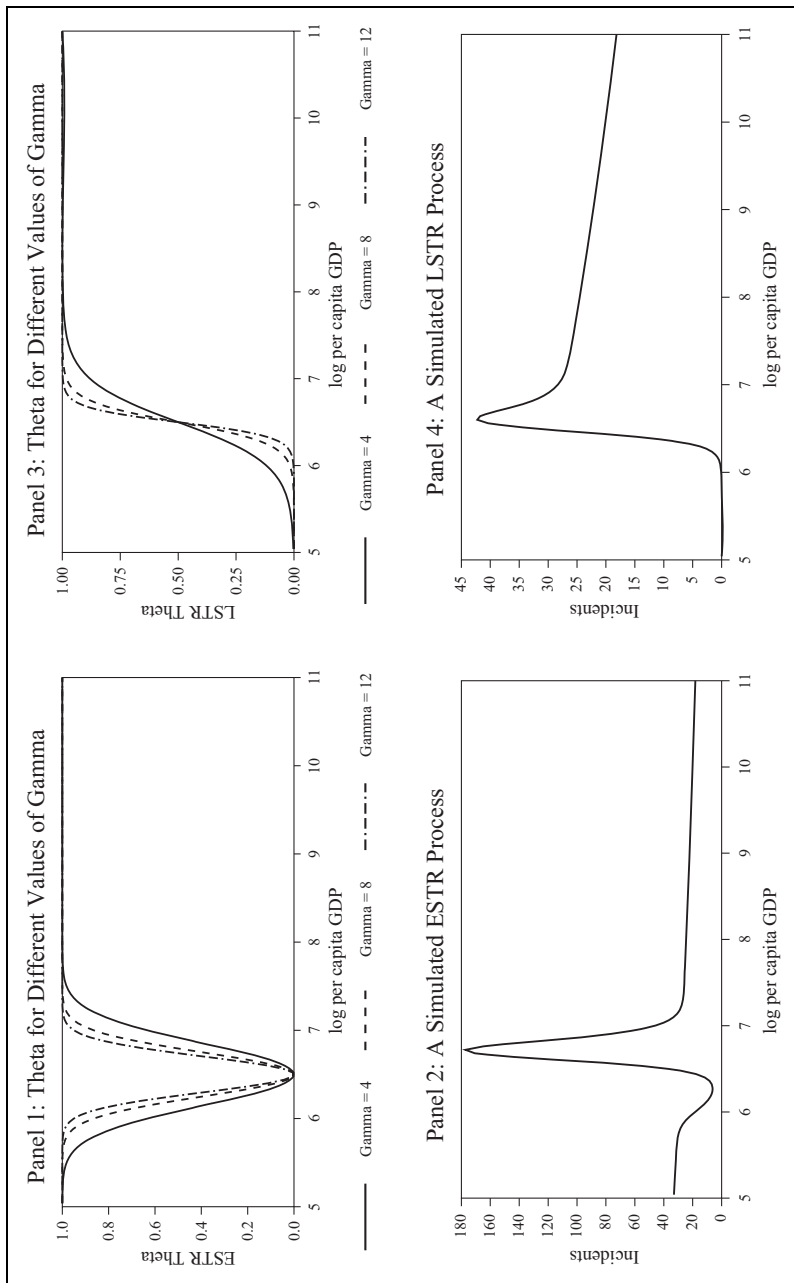 Panel 1: Theta for Different Values of Gamma
ESTR Theta
1.0
0.8
0.6
0.4
0.2
0.0
5 6 7 8 9 10 11
log per capita GDP
Gamma = 4 Gamma = 8 Gamma = 12
Panel 3: Theta for Different Values of Gamma
LSTR Theta
1.00
0.75
0.50
0.25
0.00
5 6 7 8 9 10 11
log per capita GDP
Gamma = 4 Gamma = 8 Gamma = 12
Panel 2: A Simulated ESTR Process
Incidents
180
160
140
120
100
80
60
40
20
0
5 6 7 8 9 10 11
log per capita GDP
Panel 4: A Simulated LSTR Process
Incidents
45
40
35
30
25
20
15
10
5
0
5 6 7 8 9 10 11
log per capita GDP